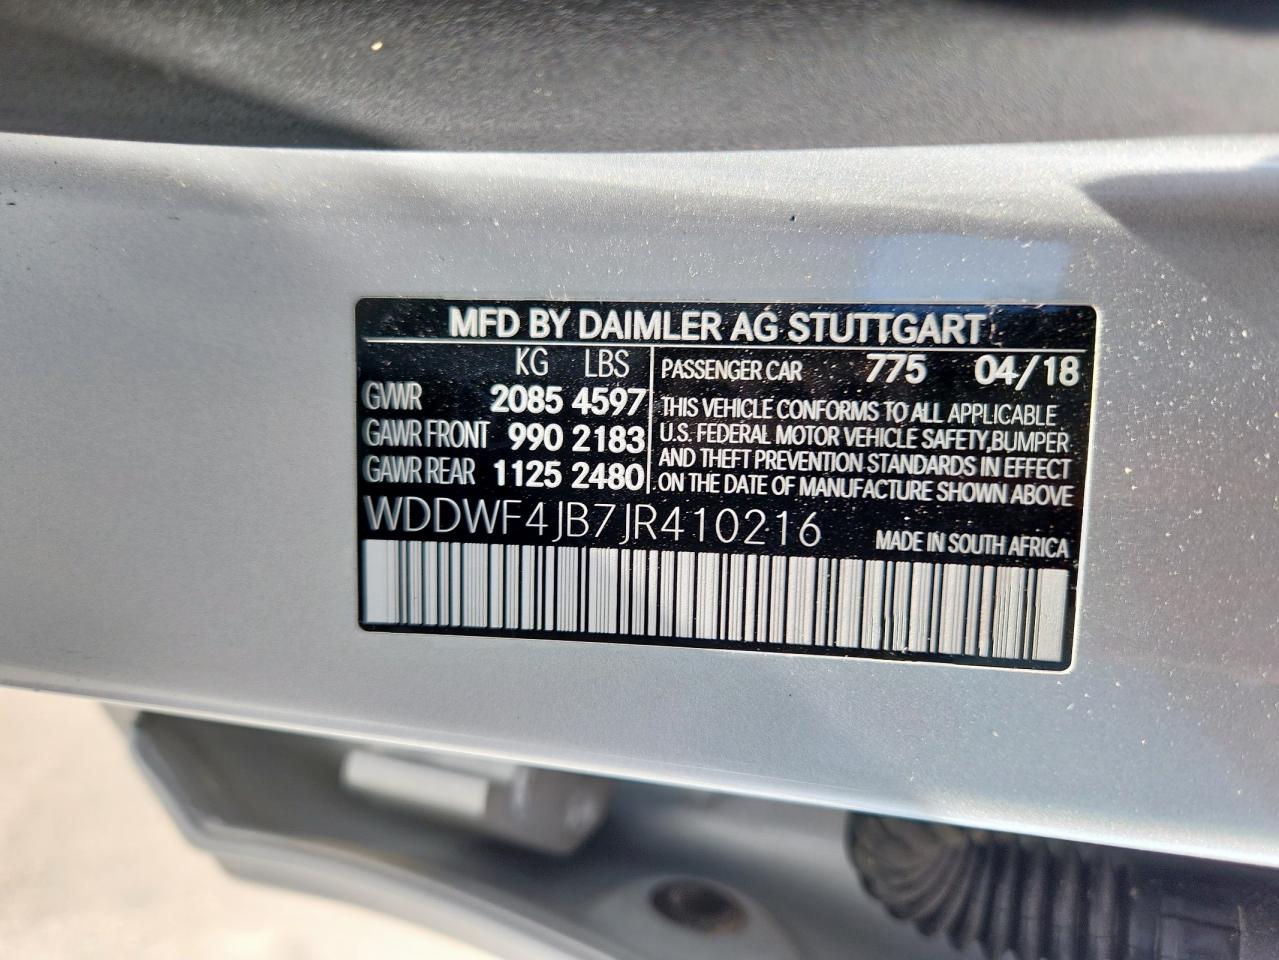 MFD BY DAIMLER AG STUTTGART
KG LBS
GVWR 2085 4597
GAWR FRONT 990 2183
GAWR REAR 1125 2480
PASSENGER CAR 775 04/18
THIS VEHICLE CONFORMS TO ALL APPLICABLE
U.S. FEDERAL MOTOR VEHICLE SAFETY,BUMPER
AND THEFT PREVENTION STANDARDS IN EFFECT
ON THE DATE OF MANUFACTURE SHOWN ABOVE
WDDWF4JB7JR410216
MADE IN SOUTH AFRICA